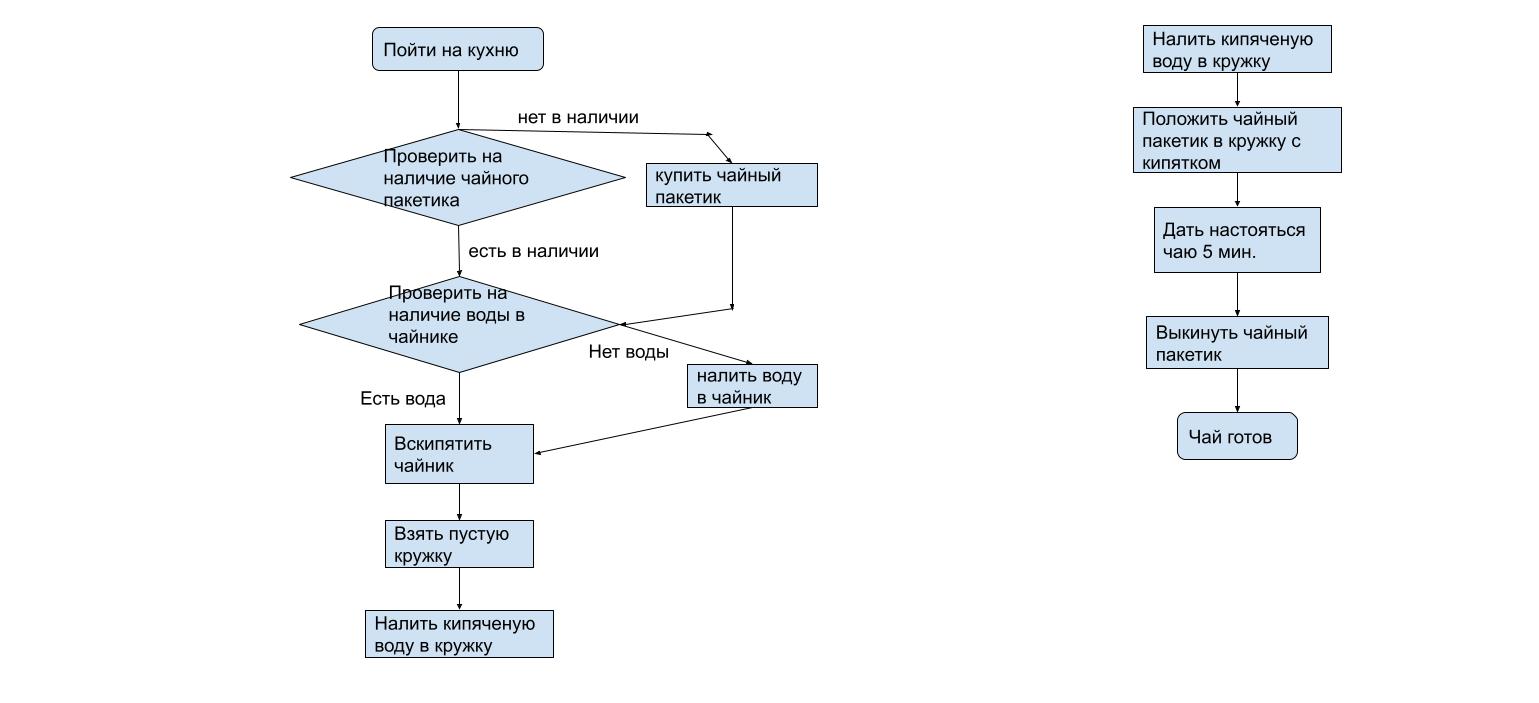 Пойти на кухню
нет в наличии
Проверить на
наличие чайного
пакетика
купить чайный
пакетик
есть в наличии
Проверить на
наличие воды в
чайнике
Нет воды
налить воду
в чайник
Есть вода
Вскипятить
чайник
Взять пустую
кружку
Налить кипяченую
воду в кружку
Налить кипяченую
воду в кружку
Положить чайный
пакетик в кружку с
кипятком
Дать настояться
чаю 5 мин.
Выкинуть чайный
пакетик
Чай готов